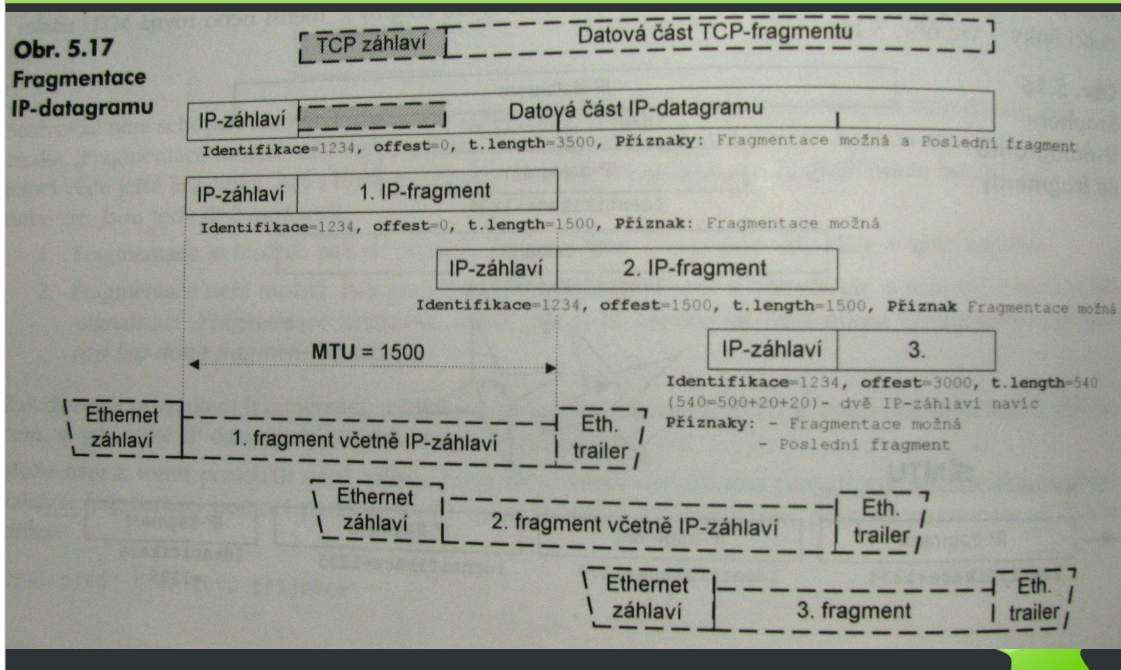 Obr. 5.17
Fragmentace
IP-datagramu
TCP záhlaví
Datová část TCP-fragmentu
IP-záhlaví
Datová část IP-datagramu
Identifikace=1234, offest=0, t.length=3500, Příznaky: Fragmentace možná a Poslední fragment
IP-záhlaví
1. IP-fragment
Identifikace=1234, offest=0, t.length=1500, Příznak: Fragmentace možná
IP-záhlaví
2. IP-fragment
Identifikace=1234, offest=1500, t.length=1500, Příznak Fragmentace možná
MTU = 1500
IP-záhlaví
3.
Identifikace=1234, offest=3000, t.length=540
(540=500+20+20)- dvě IP-záhlaví navíc
Příznaky: - Fragmentace možná
- Poslední fragment
Ethernet
záhlaví
1. fragment včetně IP-záhlaví
Eth.
trailer
Ethernet
záhlaví
2. fragment včetně IP-záhlaví
Eth.
trailer
Ethernet
záhlaví
3. fragment
Eth.
trailer